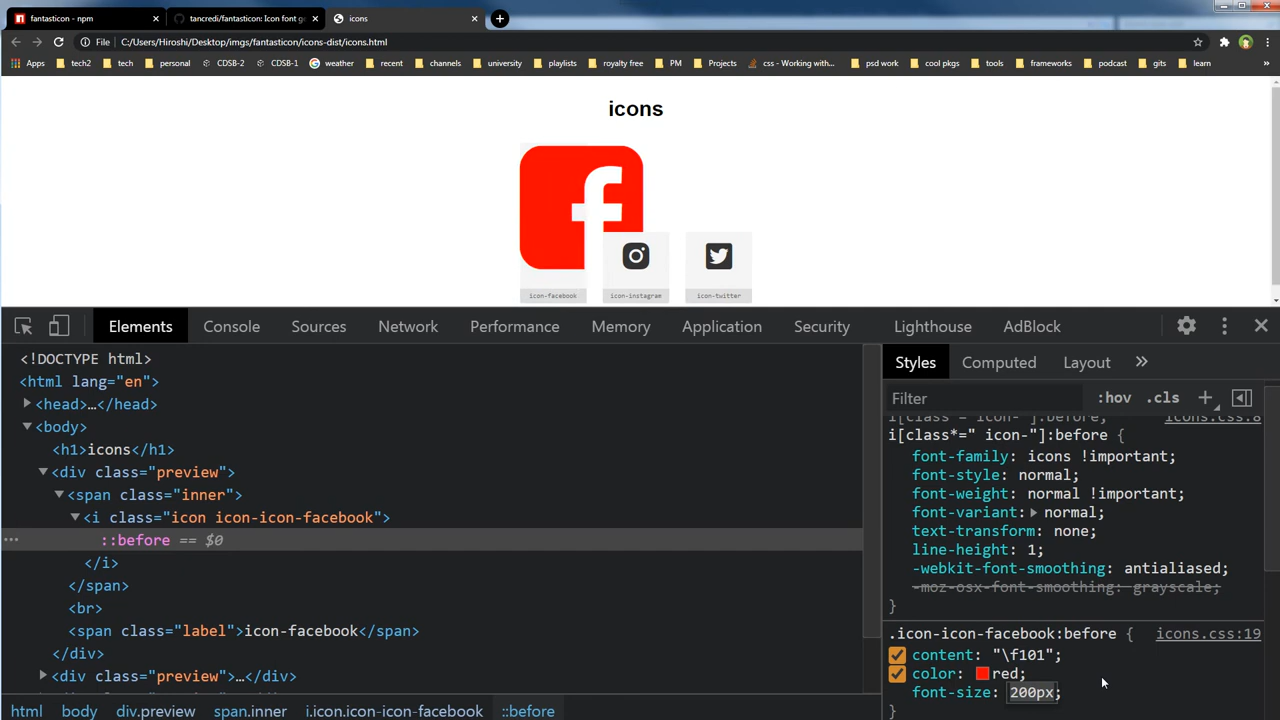 fantasticon - npm
tancredi/fantasticon: Icon font g
icons
File
C:/Users/Hiroshi/Desktop/imgs/fantasticon/icons-dist/icons.html
Apps tech2 tech personal CDSB-2 CDSB-1 weather recent channels university playlists royalty free PM Projects css - Working with... psd work cool pkgs tools frameworks podcast gits learn »
icons
icon-facebook
icon-instagram
icon-twitter
Elements Console Sources Network Performance Memory Application Security Lighthouse AdBlock
<!DOCTYPE html>
<html lang="en">
<head>…</head>
<body>
<h1>icons</h1>
<div class="preview">
<span class="inner">
<i class="icon icon-icon-facebook">
::before == $0
</i>
</span>
<br>
<span class="label">icon-facebook</span>
</div>
<div class="preview">…</div>
html body div.preview span.inner i.icon.icon-icon-facebook ::before
Styles Computed Layout »
Filter :hov .cls +
icons.css:8
i[class*=" icon-"]:before {
font-family: icons !important;
font-style: normal;
font-weight: normal !important;
font-variant: normal;
text-transform: none;
line-height: 1;
-webkit-font-smoothing: antialiased;
-moz-osx-font-smoothing: grayscale;
}
.icon-icon-facebook:before { icons.css:19
content: "\f101";
color: red;
font-size: 200px;
}